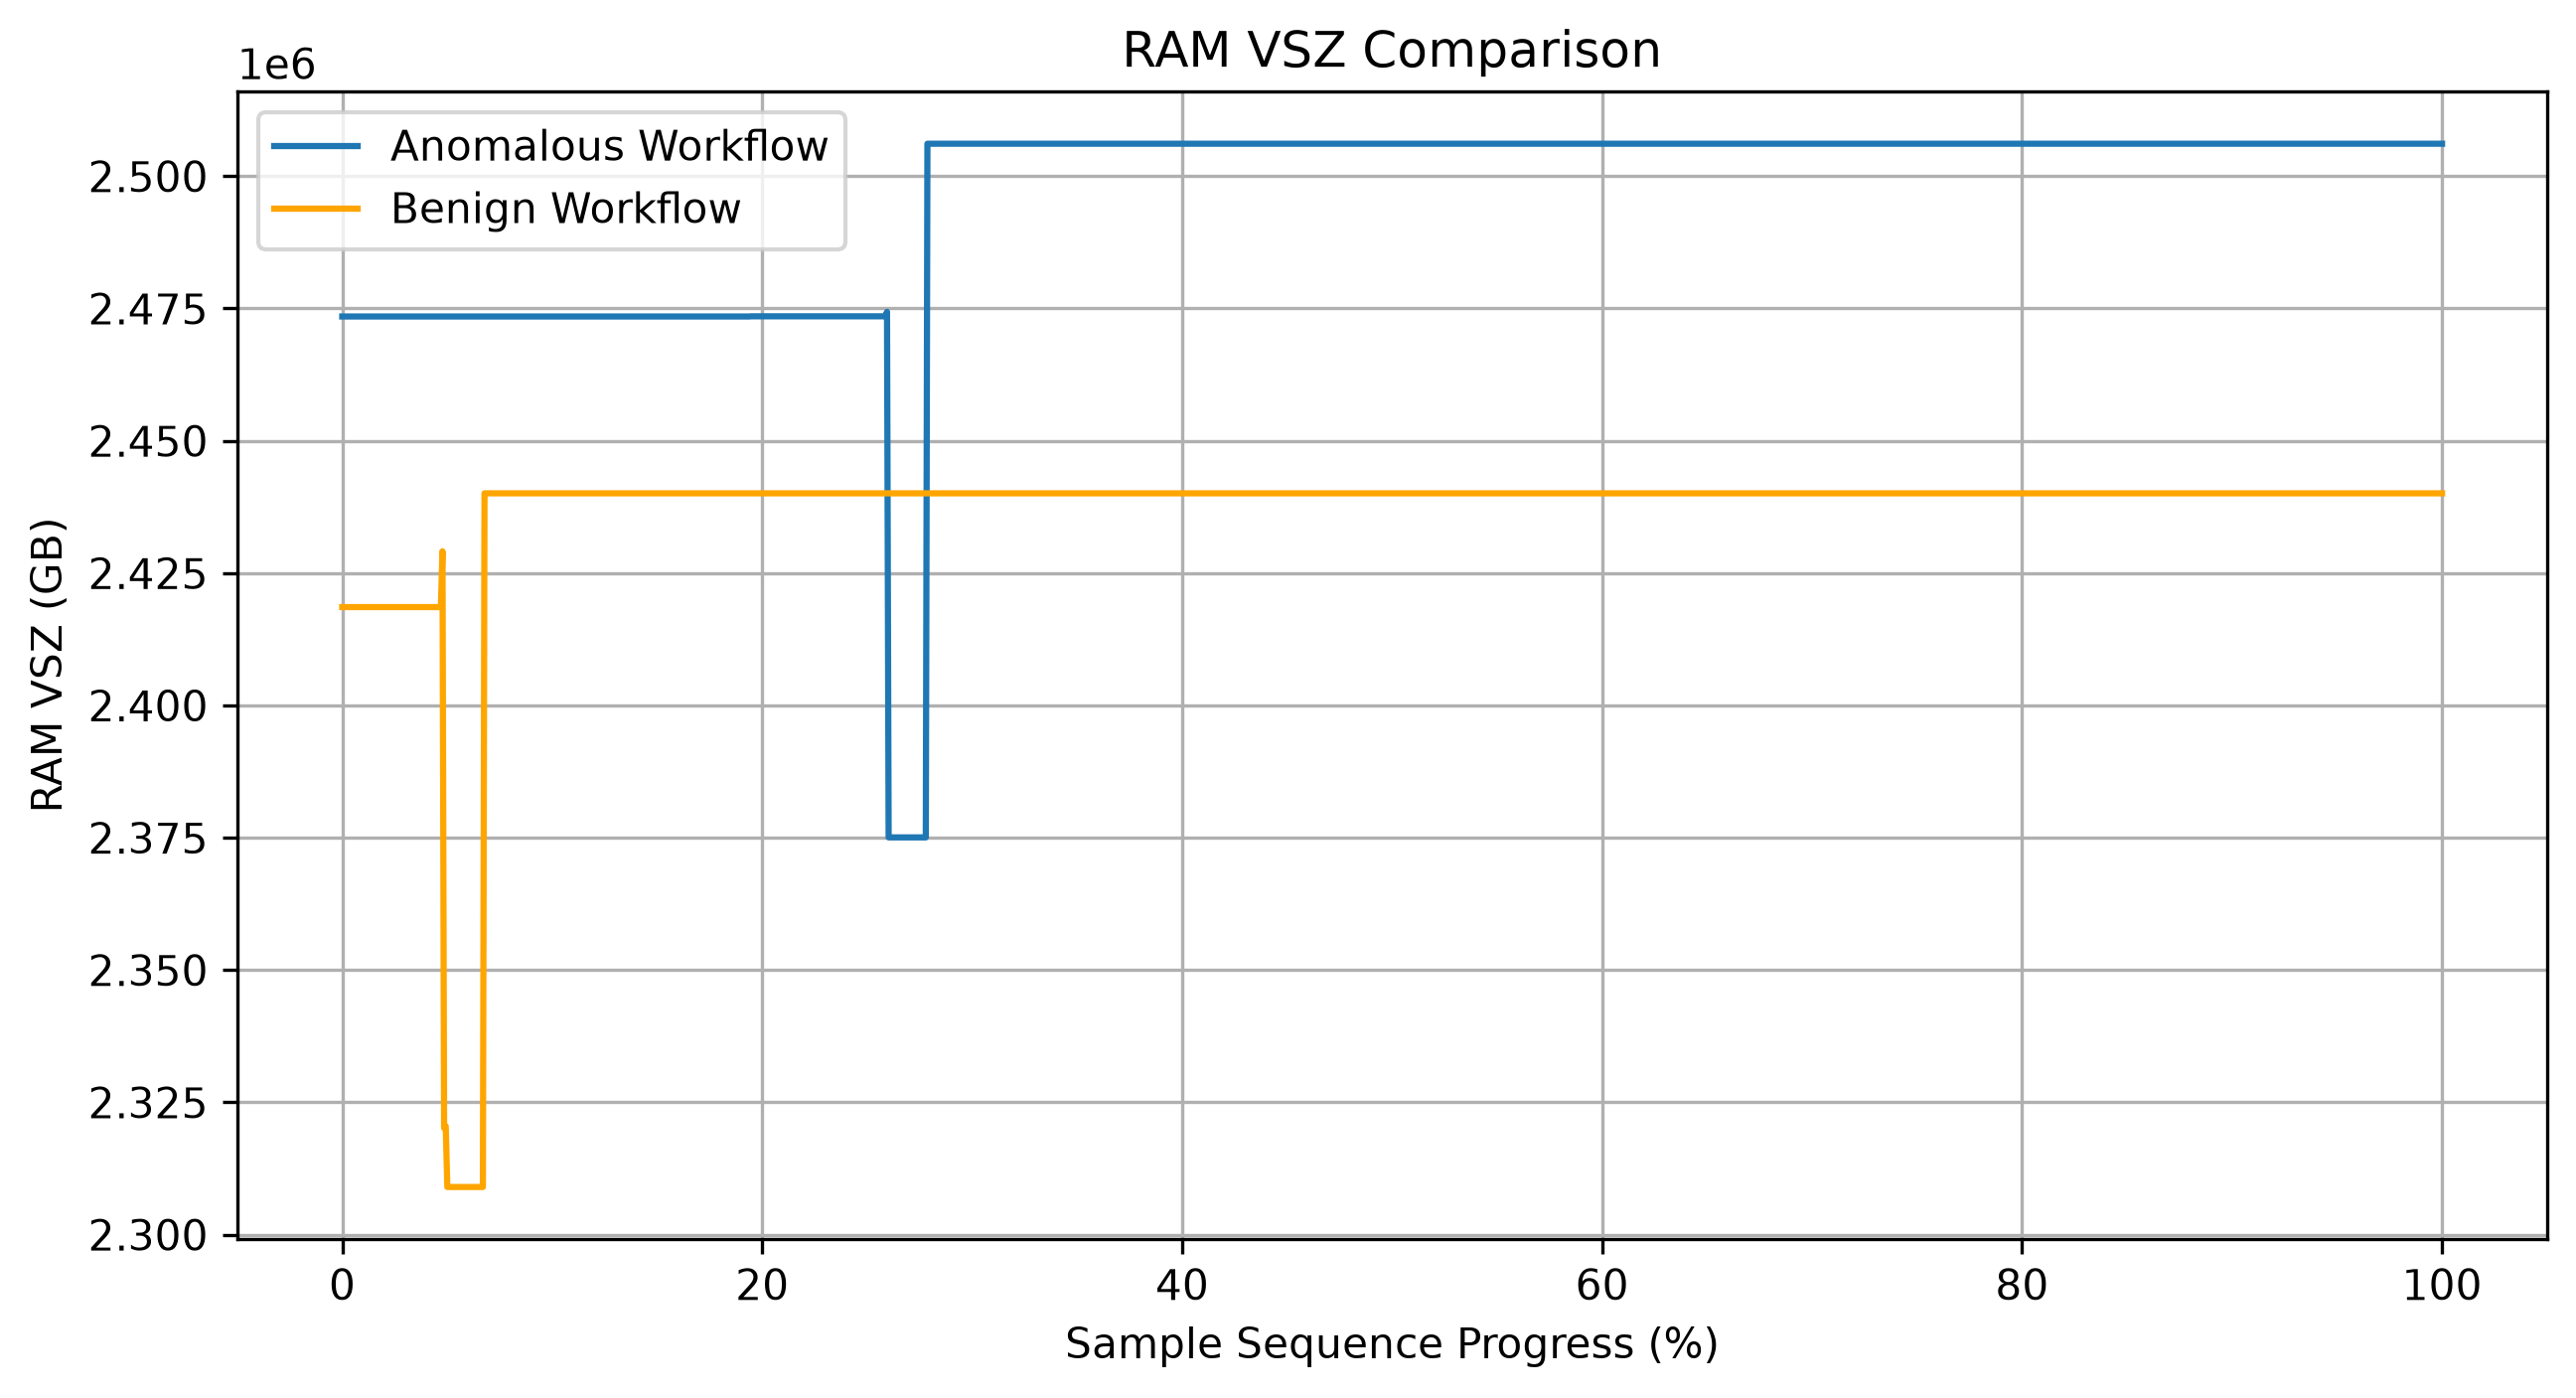 RAM VSZ Comparison
1e6
Anomalous Workflow
Benign Workflow
2.500
2.475
2.450
2.425
2.400
2.375
2.350
2.325
2.300
RAM VSZ (GB)
0 20 40 60 80 100
Sample Sequence Progress (%)